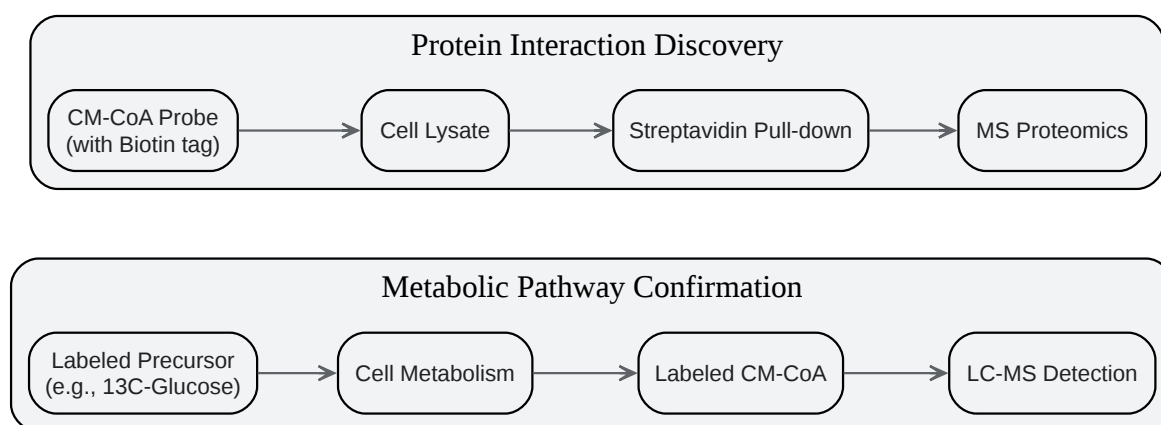 Protein Interaction Discovery
CM-CoA Probe
(with Biotin tag)
Cell Lysate
Streptavidin Pull-down
MS Proteomics
Metabolic Pathway Confirmation
Labeled Precursor
(e.g., 13C-Glucose)
Cell Metabolism
Labeled CM-CoA
LC-MS Detection